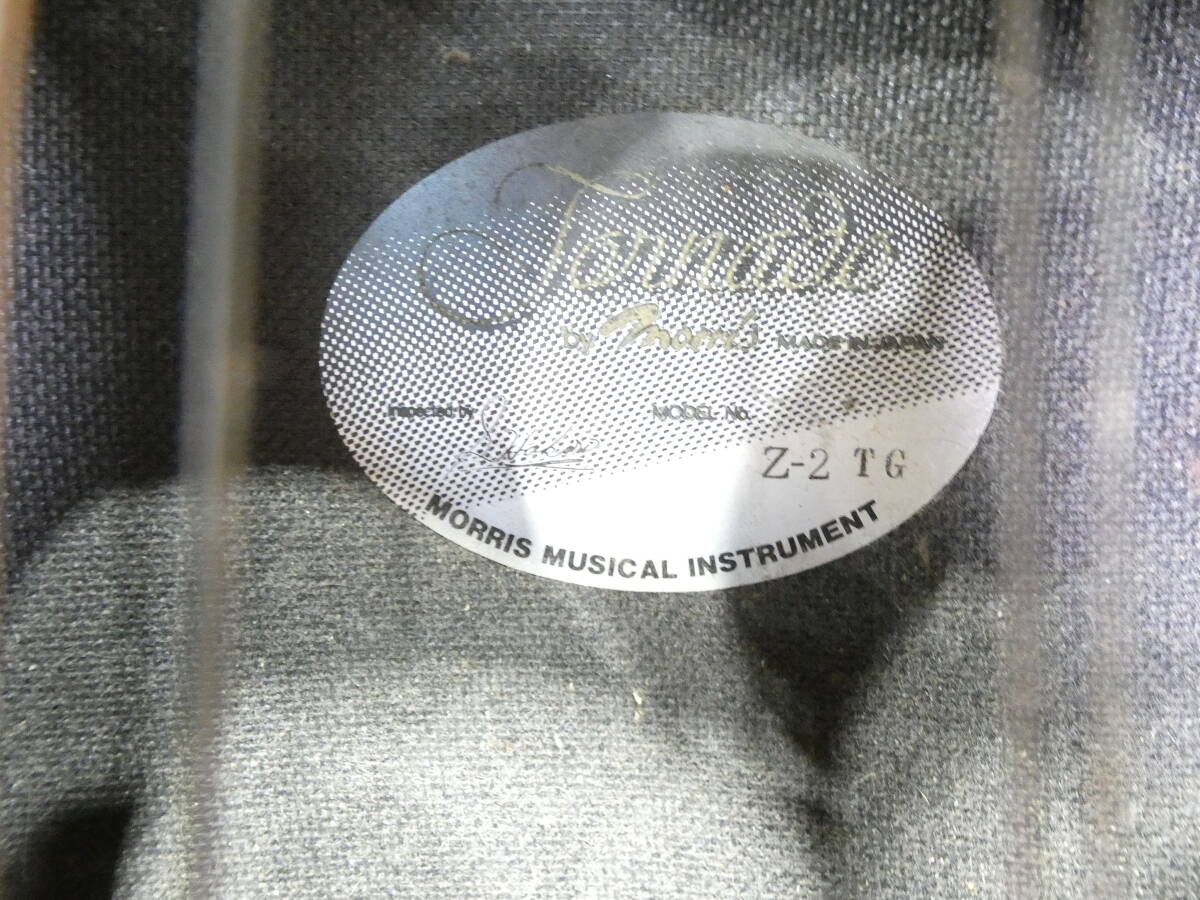 Tornado
by Morris MADE IN JAPAN
Inspected by MODEL No.
Z-2 TG
MORRIS MUSICAL INSTRUMENT